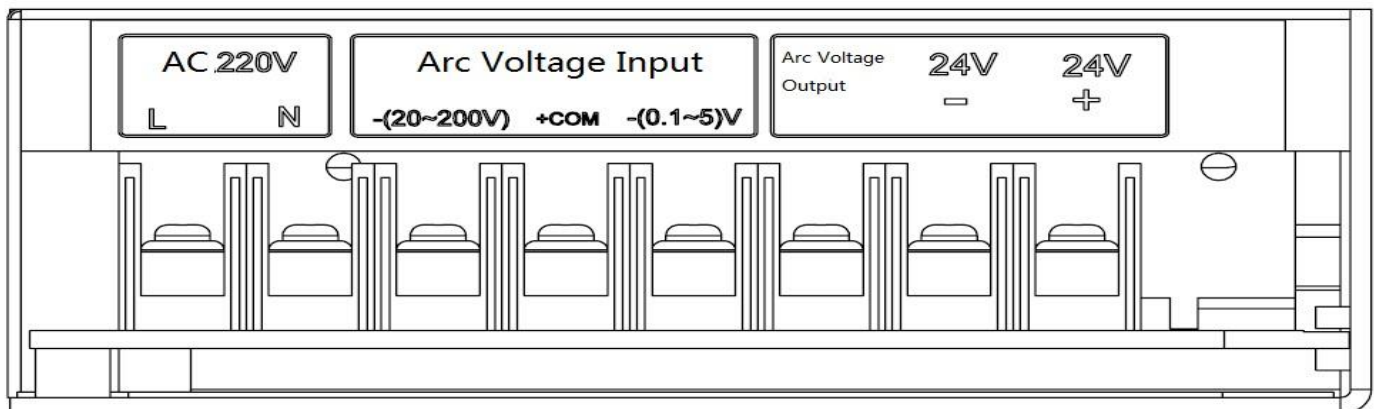 AC 220V
L N
Arc Voltage Input
-(20~200V) +COM -(0.1~5)V
Arc Voltage
Output
24V 24V
− +